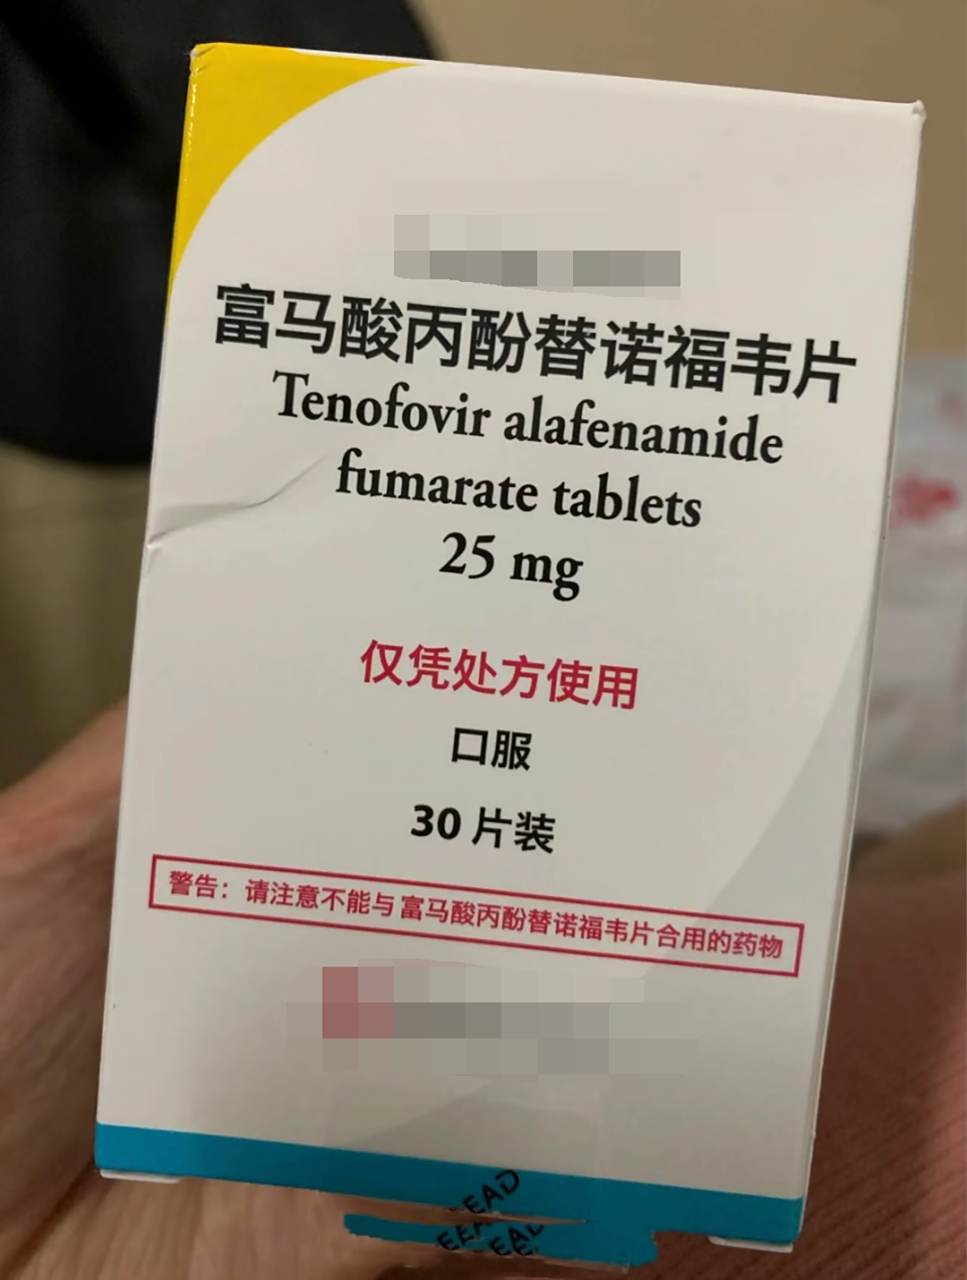 富马酸丙酚替诺福韦片
Tenofovir alafenamide
fumarate tablets
25 mg
仅凭处方使用
口服
30 片装
警告：请注意不能与 富马酸丙酚替诺福韦片合用的药物